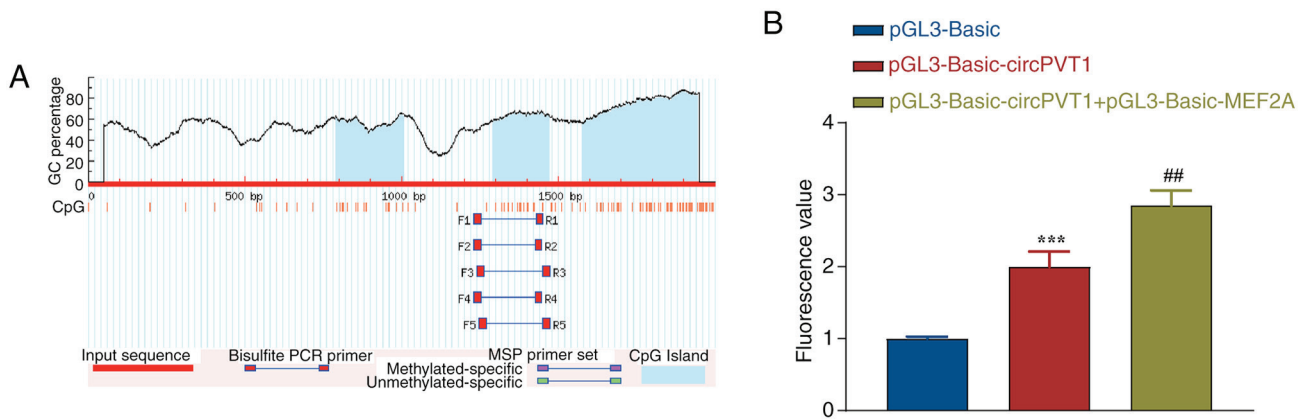 A
GC percentage
80
60
40
20
0
500 bp
1000 bp
1500 bp
CpG
F1 R1
F2 R2
F3 R3
F4 R4
F5 R5
Input sequence
Bisulfite PCR primer
MSP primer set
CpG Island
Methylated-specific
Unmethylated-specific
B
pGL3-Basic
pGL3-Basic-circPVT1
pGL3-Basic-circPVT1+pGL3-Basic-MEF2A
Fluorescence value
4
3
2
1
0
***
##